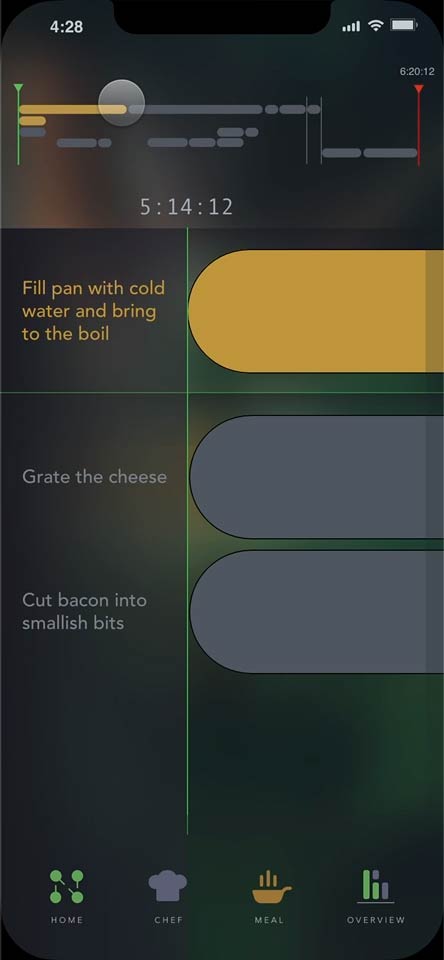 4:28
6:20:12
5:14:12
Fill pan with cold
water and bring
to the boil
Grate the cheese
Cut bacon into
smallish bits
HOME
CHEF
MEAL
OVERVIEW